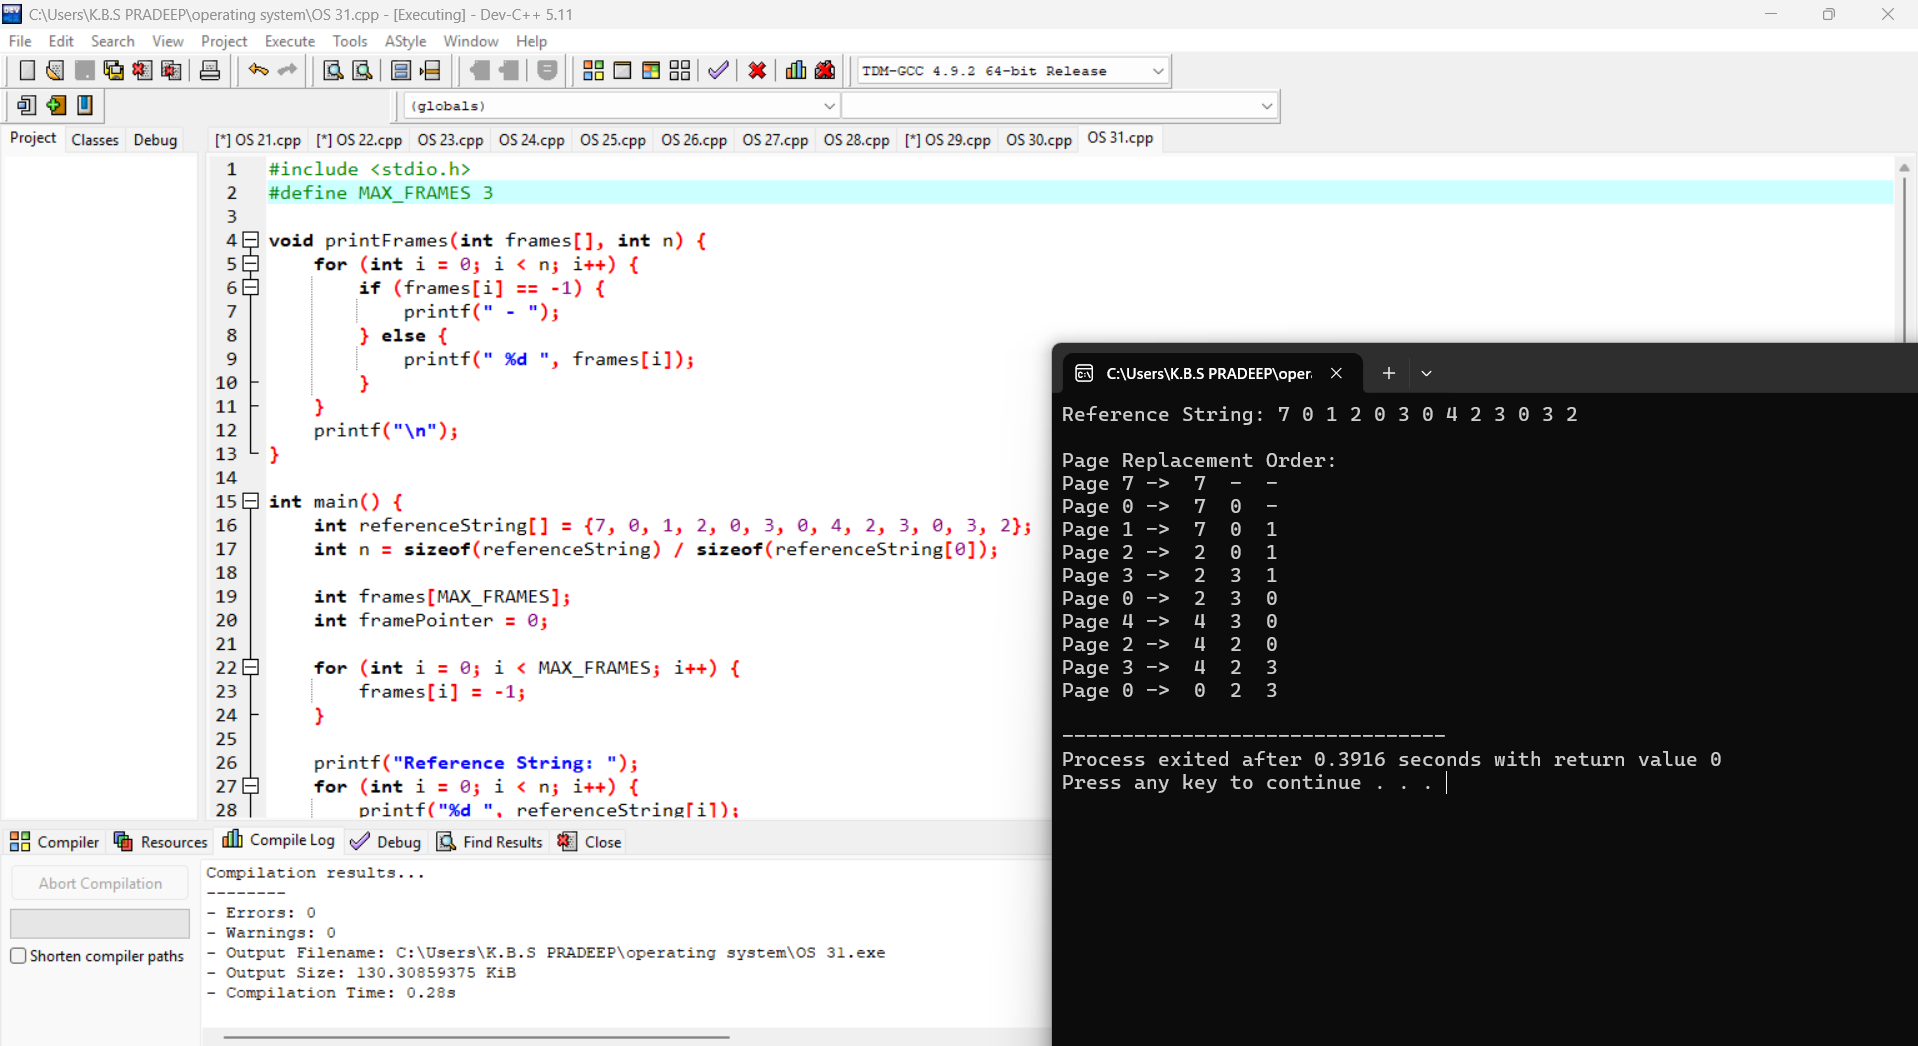 C:\Users\K.B.S PRADEEP\operating system\OS 31.cpp - [Executing] - Dev-C++ 5.11
File Edit Search View Project Execute Tools AStyle Window Help
TDM-GCC 4.9.2 64-bit Release
(globals)
Project Classes Debug
[*] OS 21.cpp [*] OS 22.cpp OS 23.cpp OS 24.cpp OS 25.cpp OS 26.cpp OS 27.cpp OS 28.cpp [*] OS 29.cpp OS 30.cpp OS 31.cpp
1 #include <stdio.h>
2 #define MAX_FRAMES 3
3
4 void printFrames(int frames[], int n) {
5 for (int i = 0; i < n; i++) {
6 if (frames[i] == -1) {
7 printf(" - ");
8 } else {
9 printf(" %d ", frames[i]);
10 }
11 }
12 printf("\n");
13 }
14
15 int main() {
16 int referenceString[] = {7, 0, 1, 2, 0, 3, 0, 4, 2, 3, 0, 3, 2};
17 int n = sizeof(referenceString) / sizeof(referenceString[0]);
18
19 int frames[MAX_FRAMES];
20 int framePointer = 0;
21
22 for (int i = 0; i < MAX_FRAMES; i++) {
23 frames[i] = -1;
24 }
25
26 printf("Reference String: ");
27 for (int i = 0; i < n; i++) {
28 printf("%d ", referenceString[i]);
C:\Users\K.B.S PRADEEP\oper
Reference String: 7 0 1 2 0 3 0 4 2 3 0 3 2
Page Replacement Order:
Page 7 -> 7 - -
Page 0 -> 7 0 -
Page 1 -> 7 0 1
Page 2 -> 2 0 1
Page 3 -> 2 3 1
Page 0 -> 2 3 0
Page 4 -> 4 3 0
Page 2 -> 4 2 0
Page 3 -> 4 2 3
Page 0 -> 0 2 3
--------------------------------
Process exited after 0.3916 seconds with return value 0
Press any key to continue . . .
Compiler Resources Compile Log Debug Find Results Close
Abort Compilation
Shorten compiler paths
Compilation results...
--------
- Errors: 0
- Warnings: 0
- Output Filename: C:\Users\K.B.S PRADEEP\operating system\OS 31.exe
- Output Size: 130.30859375 KiB
- Compilation Time: 0.28s